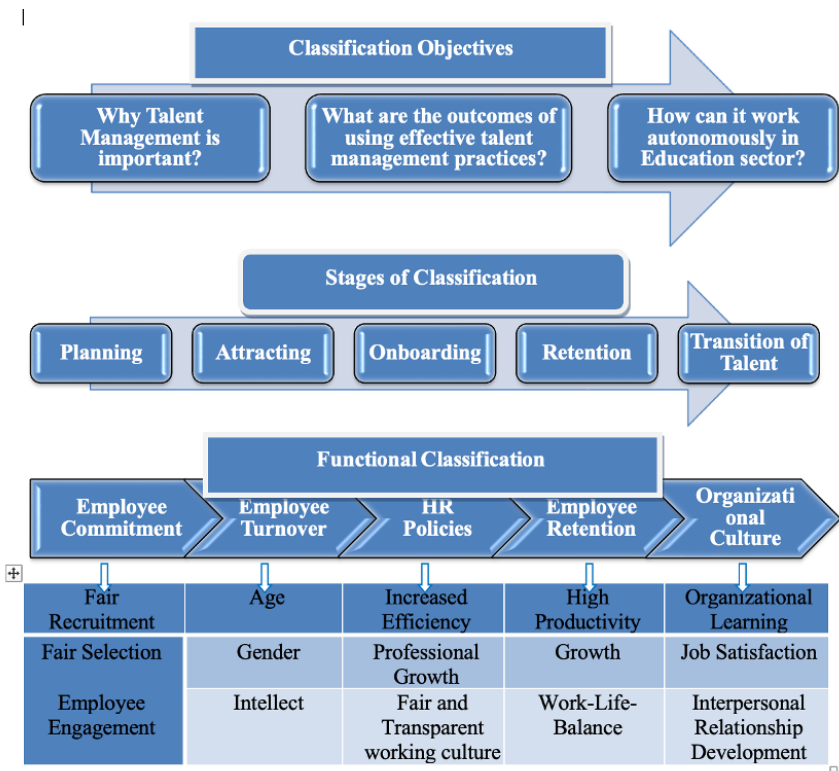 Classification Objectives
Why Talent
Management is
important?
What are the outcomes of
using effective talent
management practices?
How can it work
autonomously in
Education sector?
Stages of Classification
Planning
Attracting
Onboarding
Retention
Transition of
Talent
Functional Classification
Employee
Commitment
Employee
Turnover
HR
Policies
Employee
Retention
Organizati
onal
Culture
Fair
Recruitment
Age
Increased
Efficiency
High
Productivity
Organizational
Learning
Fair Selection
Gender
Professional
Growth
Growth
Job Satisfaction
Employee
Engagement
Intellect
Fair and
Transparent
working culture
Work-Life-
Balance
Interpersonal
Relationship
Development